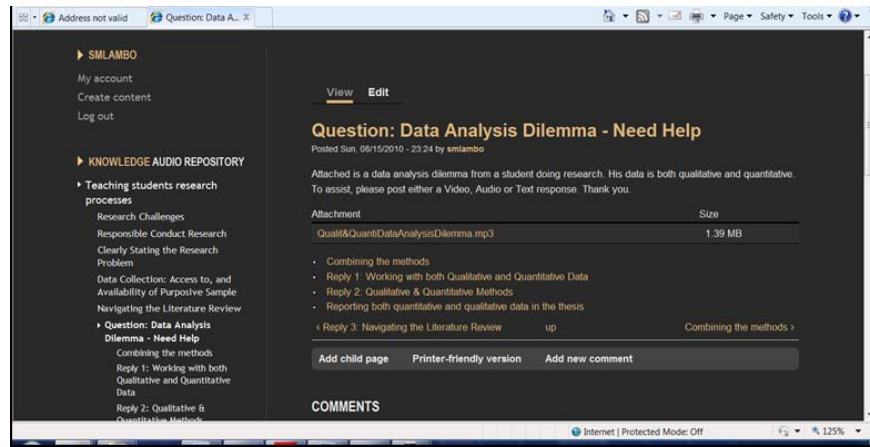 Address not valid
Question: Data A... X
Page
Safety
Tools
SMLAMBO
My account
Create content
Log out
KNOWLEDGE AUDIO REPOSITORY
Teaching students research
processes
Research Challenges
Responsible Conduct Research
Clearly Stating the Research
Problem
Data Collection: Access to, and
Availability of Purposive Sample
Navigating the Literature Review
Question: Data Analysis
Dilemma - Need Help
Combining the methods
Reply 1: Working with both
Qualitative and Quantitative
Data
Reply 2: Qualitative &
Quantitative Methods
View Edit
Question: Data Analysis Dilemma - Need Help
Posted Sun, 08/15/2010 - 23:24 by smlambo
Attached is a data analysis dilemma from a student doing research. His data is both qualitative and quantitative.
To assist, please post either a Video, Audio or Text response. Thank you.
Attachment Size
Qualit&QuantiDataAnalysisDilemma.mp3 1.39 MB
Combining the methods
Reply 1: Working with both Qualitative and Quantitative Data
Reply 2: Qualitative & Quantitative Methods
Reporting both quantitative and qualitative data in the thesis
‹ Reply 3: Navigating the Literature Review up Combining the methods ›
Add child page Printer-friendly version Add new comment
COMMENTS
Internet | Protected Mode: Off
125%